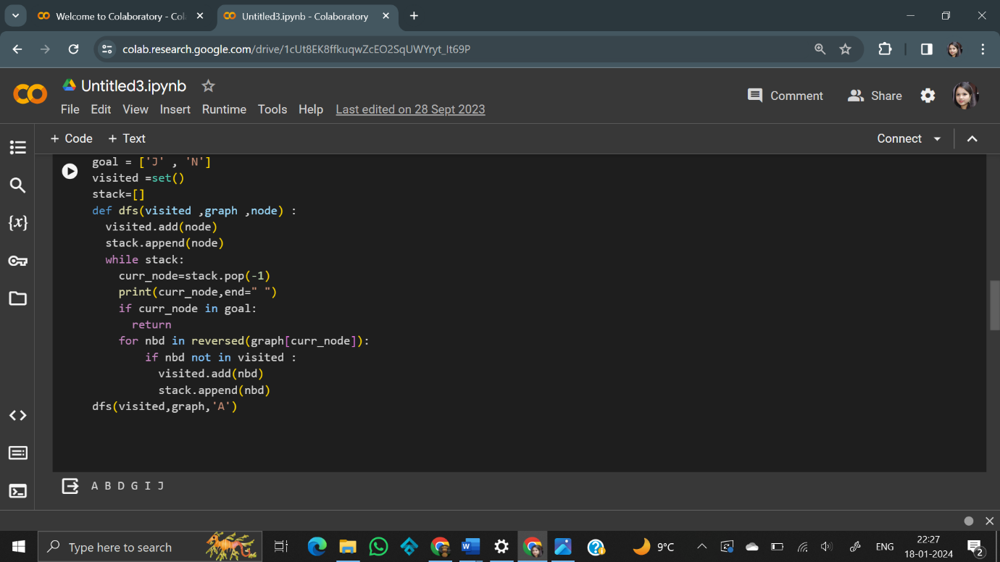 Welcome to Colaboratory - Col
Untitled3.ipynb - Colaboratory
colab.research.google.com/drive/1cUt8EK8ffkuqwZcEO2SqUWYryt_It69P
Untitled3.ipynb
File Edit View Insert Runtime Tools Help Last edited on 28 Sept 2023
Comment Share
+ Code + Text
Connect
goal = ['J' , 'N']
visited =set()
stack=[]
def dfs(visited ,graph ,node) :
  visited.add(node)
  stack.append(node)
  while stack:
    curr_node=stack.pop(-1)
    print(curr_node,end=" ")
    if curr_node in goal:
      return
    for nbd in reversed(graph[curr_node]):
        if nbd not in visited :
          visited.add(nbd)
          stack.append(nbd)
dfs(visited,graph,'A')
A B D G I J
{x}
Type here to search
9°C
ENG
22:27
18-01-2024
2